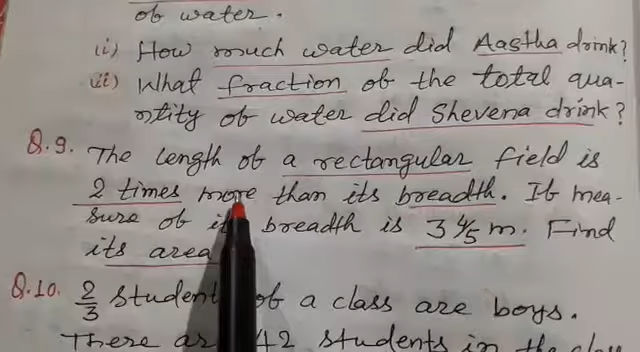 of water.
(i) How much water did Aastha drink?
(ii) What fraction of the total qua-
ntity of water did Shevena drink?
Q.9. The length of a rectangular field is
2 times more than its breadth. If mea-
sure of its breadth is 3 4/5 m. Find
its area
Q.10. 2/3 student of a class are boys.
There are 42 students in the class